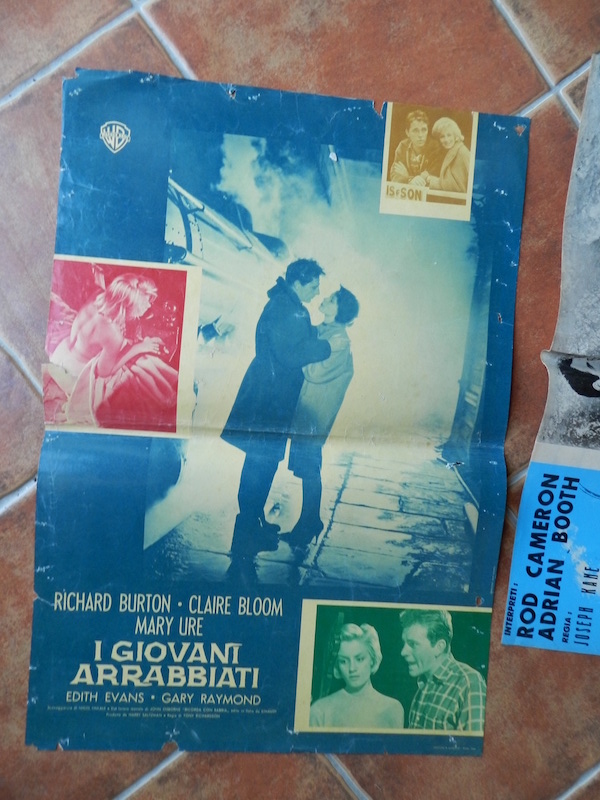 WB
IS & SON
RICHARD BURTON · CLAIRE BLOOM
MARY URE
I GIOVANI
ARRABBIATI
EDITH EVANS · GARY RAYMOND
INTERPRETI:
ROD CAMERON
ADRIAN BOOTH
REGIA:
JOSEPH KANE